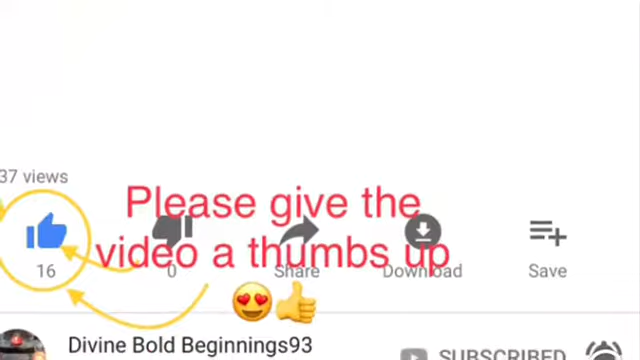 37 views
Please give the
video a thumbs up
16
0
Share
Download
Save
Divine Bold Beginnings93
SUBSCRIBED